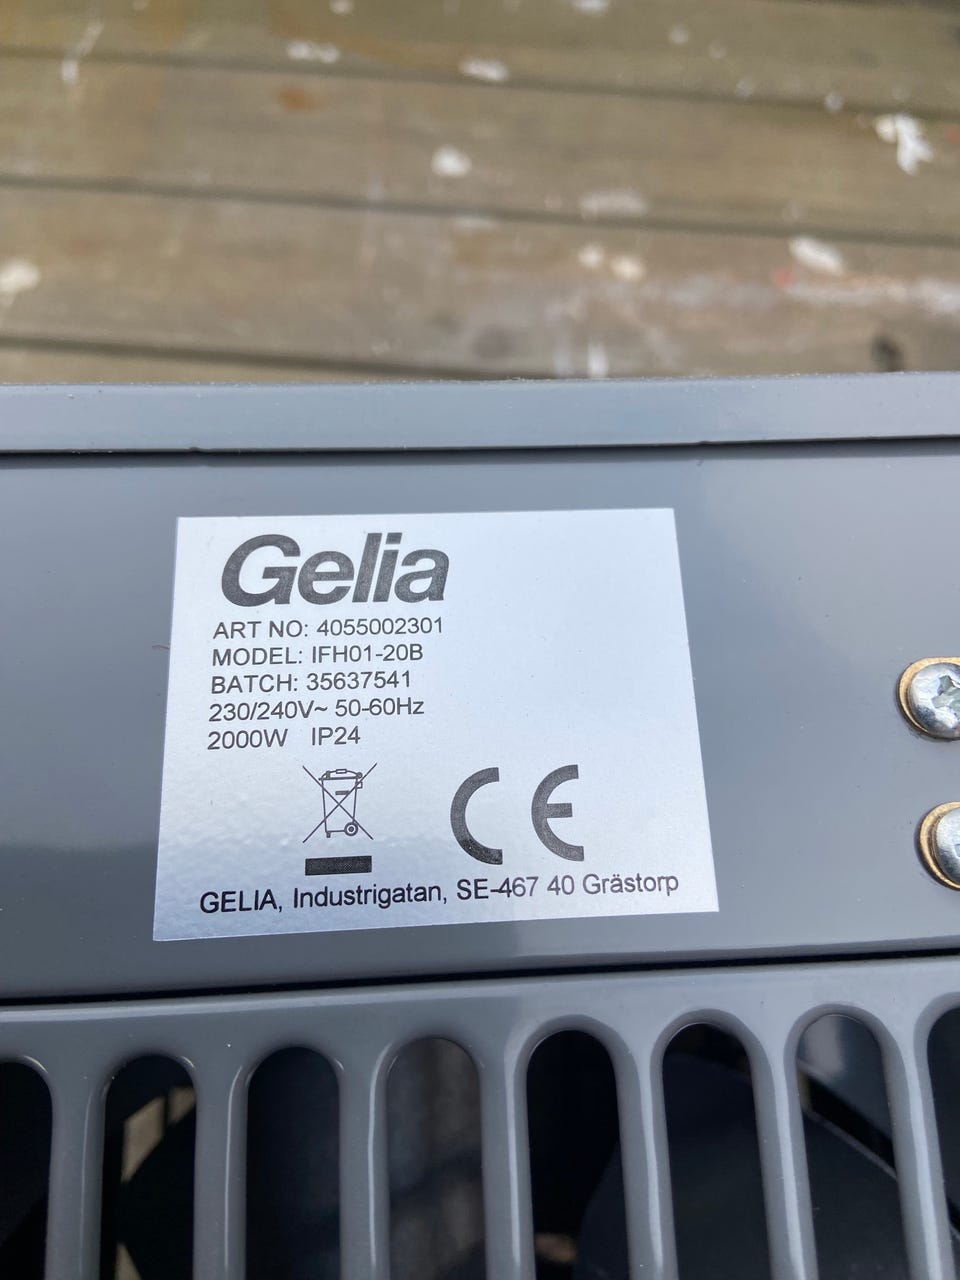 Gelia
ART NO: 4055002301
MODEL: IFH01-20B
BATCH: 35637541
230/240V~ 50-60Hz
2000W IP24
CE
GELIA, Industrigatan, SE-467 40 Grästorp